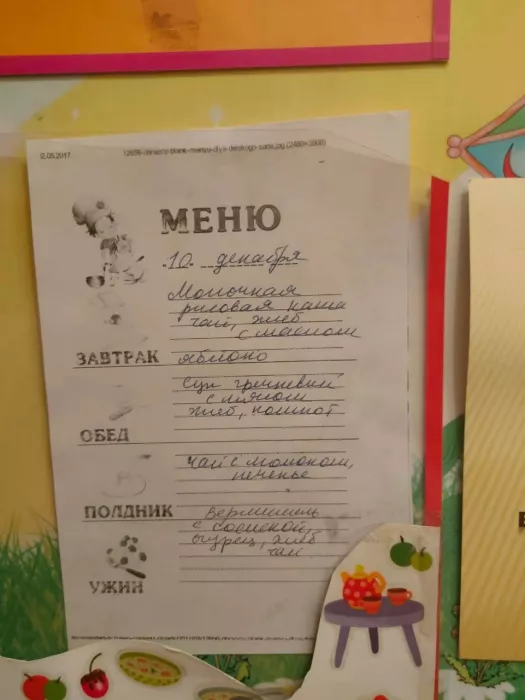 МЕНЮ
10 декабря
Молочная
рисовая каша
чай, хлеб
с маслом
ЗАВТРАК яблоко
Суп гречневый
с мясом
хлеб, компот
ОБЕД
Чай с молоком,
печенье
ПОЛДНИК
Вермишель
с сосиской,
огурец, хлеб
чай
УЖИН